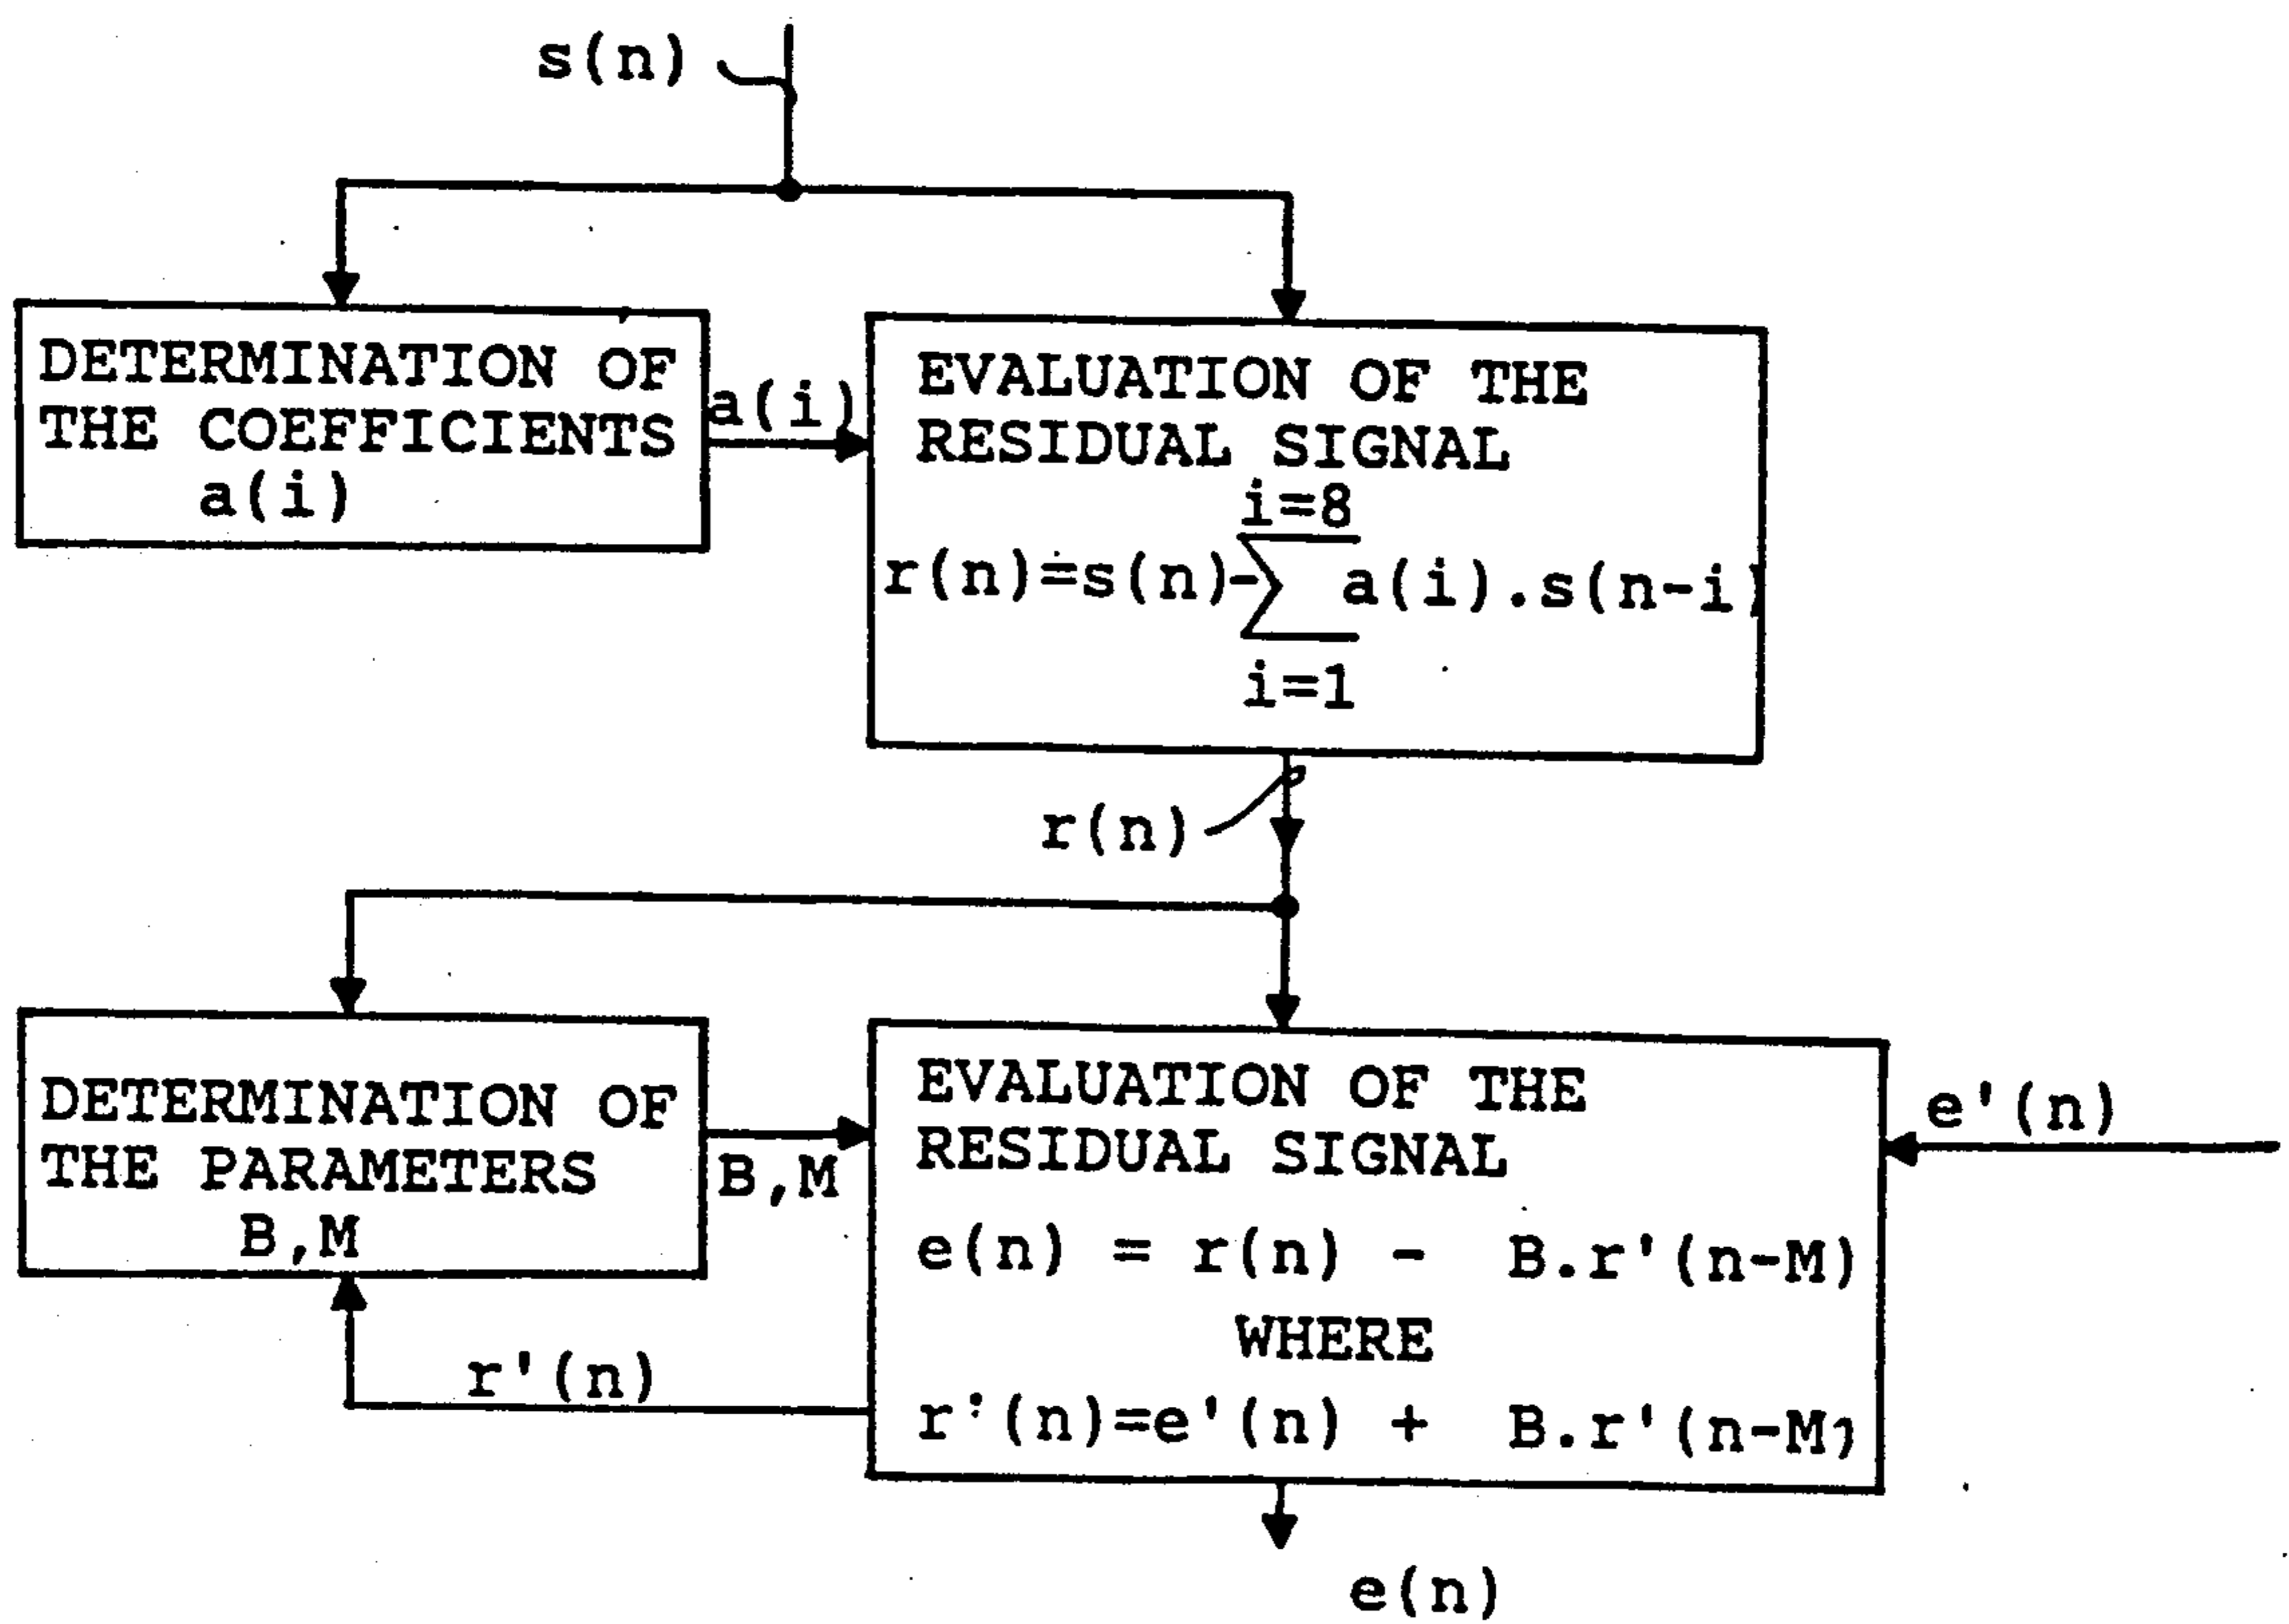 s(n)
DETERMINATION OF
THE COEFFICIENTS
a(i)
a(i)
EVALUATION OF THE
RESIDUAL SIGNAL
i=8
r(n)=s(n)-∑ a(i).s(n-i)
i=1
r(n)
DETERMINATION OF
THE PARAMETERS
B,M
B,M
EVALUATION OF THE
RESIDUAL SIGNAL
e(n) = r(n) - B.r'(n-M)
WHERE
r'(n)=e'(n) + B.r'(n-M)
e'(n)
r'(n)
e(n)